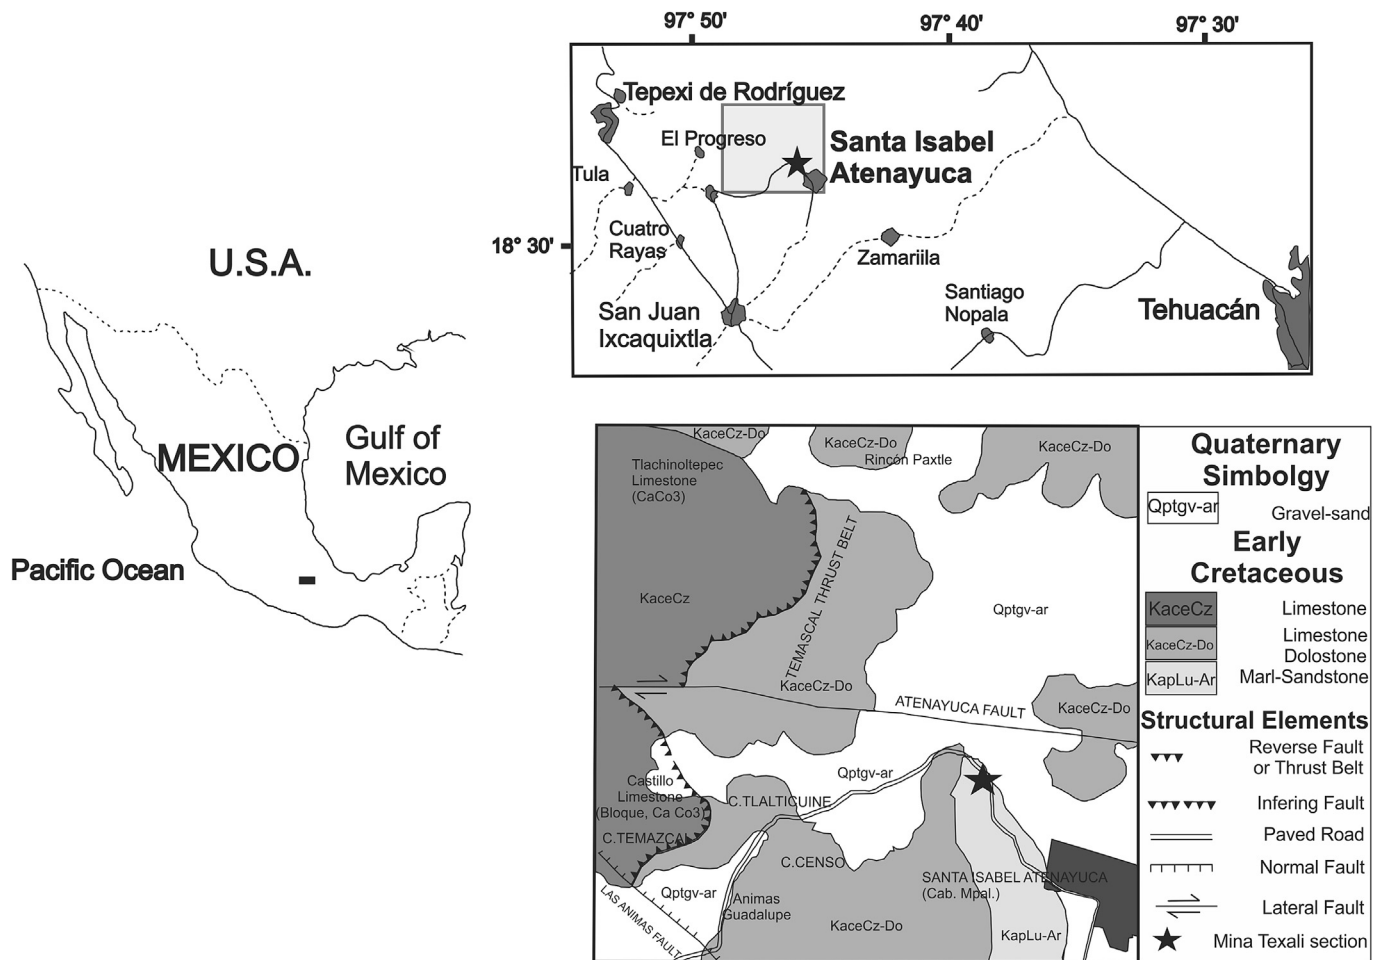 97° 50'
97° 40'
97° 30'
Tepexi de Rodríguez
El Progreso
Santa Isabel
Atenayuca
Tula
Cuatro
Rayas
18° 30'
Zamariilla
San Juan
Ixcaquixtla
Santiago
Nopala
Tehuacán
U.S.A.
MEXICO
Gulf of
Mexico
Pacific Ocean
KaceCz-Do
KaceCz-Do
Rincón Paxtle
KaceCz-Do
Tlachinoltepec
Limestone
(CaCo3)
KaceCz
TEMASCAL THRUST BELT
Qptgv-ar
KaceCz-Do
ATENAYUCA FAULT
KaceCz-Do
Qptgv-ar
Castillo
Limestone
(Bloque, Ca Co3)
C.TLALTICUINE
C.TEMAZCAL
C.CENSO
SANTA ISABEL ATENAYUCA
(Cab. Mpal.)
Qptgv-ar
Animas
Guadalupe
LAS ANIMAS FAULT
KaceCz-Do
KapLu-Ar
Quaternary
Simbolgy
Qptgv-ar
Gravel-sand
Early
Cretaceous
KaceCz
Limestone
KaceCz-Do
Limestone
Dolostone
KapLu-Ar
Marl-Sandstone
Structural Elements
Reverse Fault
or Thrust Belt
Infering Fault
Paved Road
Normal Fault
Lateral Fault
Mina Texali section